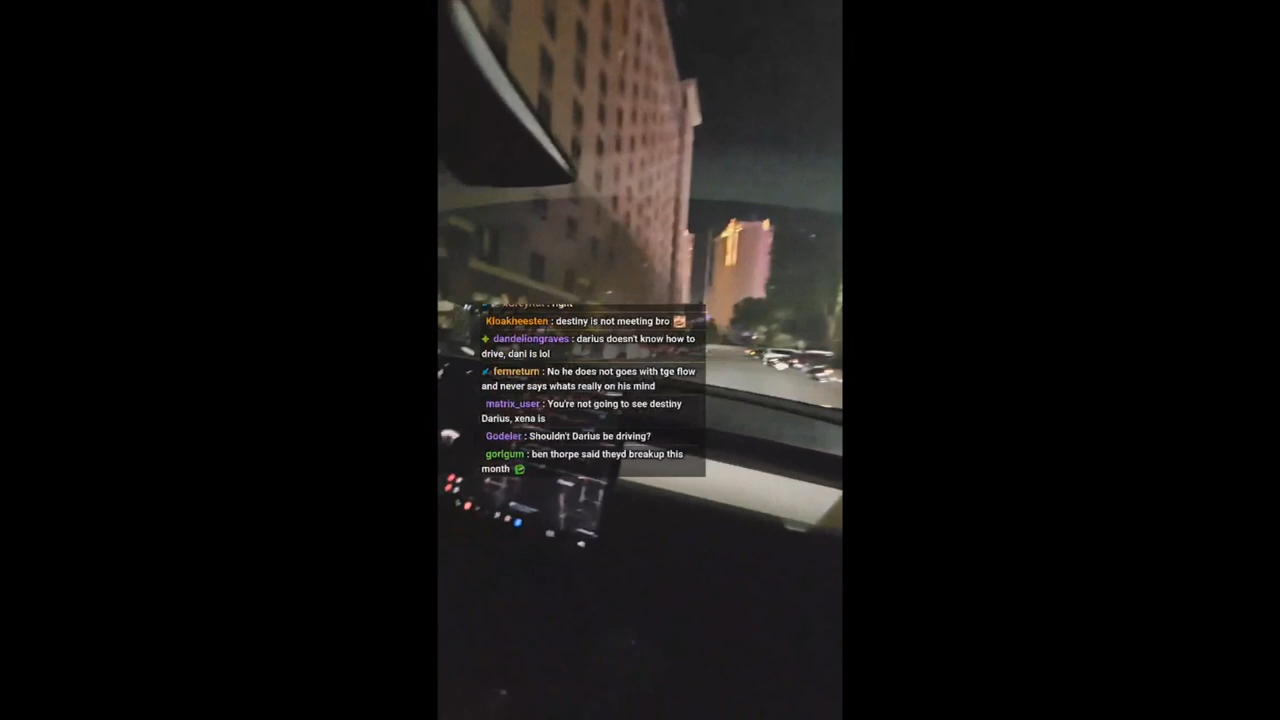 : right
Kloakheesten : destiny is not meeting bro
dandeliongraves : darius doesn't know how to
drive, dani is lol
fernreturn : No he does not goes with tge flow
and never says whats really on his mind
matrix_user : You're not going to see destiny
Darius, xena is
Godeler : Shouldn't Darius be driving?
gorlgum : ben thorpe said theyd breakup this
month